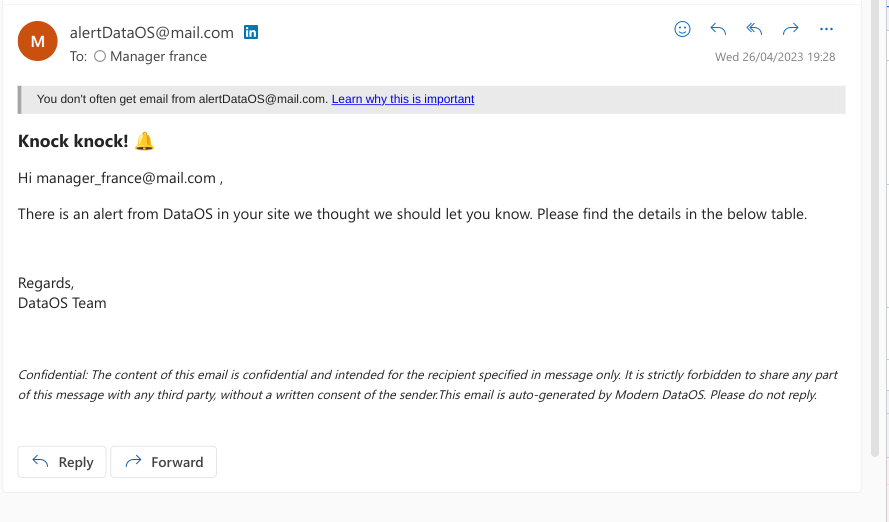 M
alertDataOS@mail.com in
To: Manager france
Wed 26/04/2023 19:28
You don't often get email from alertDataOS@mail.com. Learn why this is important
Knock knock! 🔔
Hi manager_france@mail.com ,
There is an alert from DataOS in your site we thought we should let you know. Please find the details in the below table.
Regards,
DataOS Team
Confidential: The content of this email is confidential and intended for the recipient specified in message only. It is strictly forbidden to share any part
of this message with any third party, without a written consent of the sender.This email is auto-generated by Modern DataOS. Please do not reply.
Reply
Forward